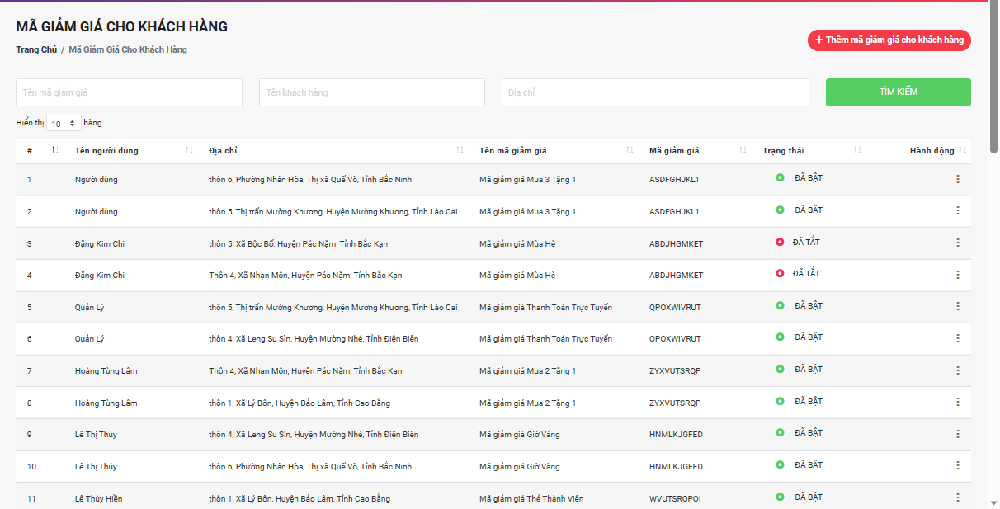 MÃ GIẢM GIÁ CHO KHÁCH HÀNG
Trang Chủ / Mã Giảm Giá Cho Khách Hàng
+ Thêm mã giảm giá cho khách hàng
Tên mã giảm giá Tên khách hàng Địa chỉ TÌM KIẾM
Hiển thị 10 hàng
# Tên người dùng Địa chỉ Tên mã giảm giá Mã giảm giá Trạng thái Hành động
1 Người dùng thôn 6, Phường Nhân Hòa, Thị xã Quế Võ, Tỉnh Bắc Ninh Mã giảm giá Mua 3 Tặng 1 ASDFGHJKL1 ĐÃ BẬT
2 Người dùng thôn 5, Thị trấn Mường Khương, Huyện Mường Khương, Tỉnh Lào Cai Mã giảm giá Mua 3 Tặng 1 ASDFGHJKL1 ĐÃ BẬT
3 Đặng Kim Chi thôn 5, Xã Bộc Bố, Huyện Pác Nặm, Tỉnh Bắc Kạn Mã giảm giá Mùa Hè ABDJHGMKET ĐÃ TẮT
4 Đặng Kim Chi Thôn 4, Xã Nhạn Môn, Huyện Pác Nặm, Tỉnh Bắc Kạn Mã giảm giá Mùa Hè ABDJHGMKET ĐÃ TẮT
5 Quản Lý thôn 5, Thị trấn Mường Khương, Huyện Mường Khương, Tỉnh Lào Cai Mã giảm giá Thanh Toán Trực Tuyến QPOXWIVRUT ĐÃ BẬT
6 Quản Lý thôn 4, Xã Leng Su Sìn, Huyện Mường Nhé, Tỉnh Điện Biên Mã giảm giá Thanh Toán Trực Tuyến QPOXWIVRUT ĐÃ BẬT
7 Hoàng Tùng Lâm Thôn 4, Xã Nhạn Môn, Huyện Pác Nặm, Tỉnh Bắc Kạn Mã giảm giá Mua 2 Tặng 1 ZYXVUTSRQP ĐÃ BẬT
8 Hoàng Tùng Lâm thôn 1, Xã Lý Bôn, Huyện Bảo Lâm, Tỉnh Cao Bằng Mã giảm giá Mua 2 Tặng 1 ZYXVUTSRQP ĐÃ BẬT
9 Lê Thị Thúy thôn 4, Xã Leng Su Sìn, Huyện Mường Nhé, Tỉnh Điện Biên Mã giảm giá Giờ Vàng HNMLKJGFED ĐÃ BẬT
10 Lê Thị Thúy thôn 6, Phường Nhân Hòa, Thị xã Quế Võ, Tỉnh Bắc Ninh Mã giảm giá Giờ Vàng HNMLKJGFED ĐÃ BẬT
11 Lê Thùy Hiền thôn 1, Xã Lý Bôn, Huyện Bảo Lâm, Tỉnh Cao Bằng Mã giảm giá Thẻ Thành Viên WVUTSRQPOI ĐÃ BẬT